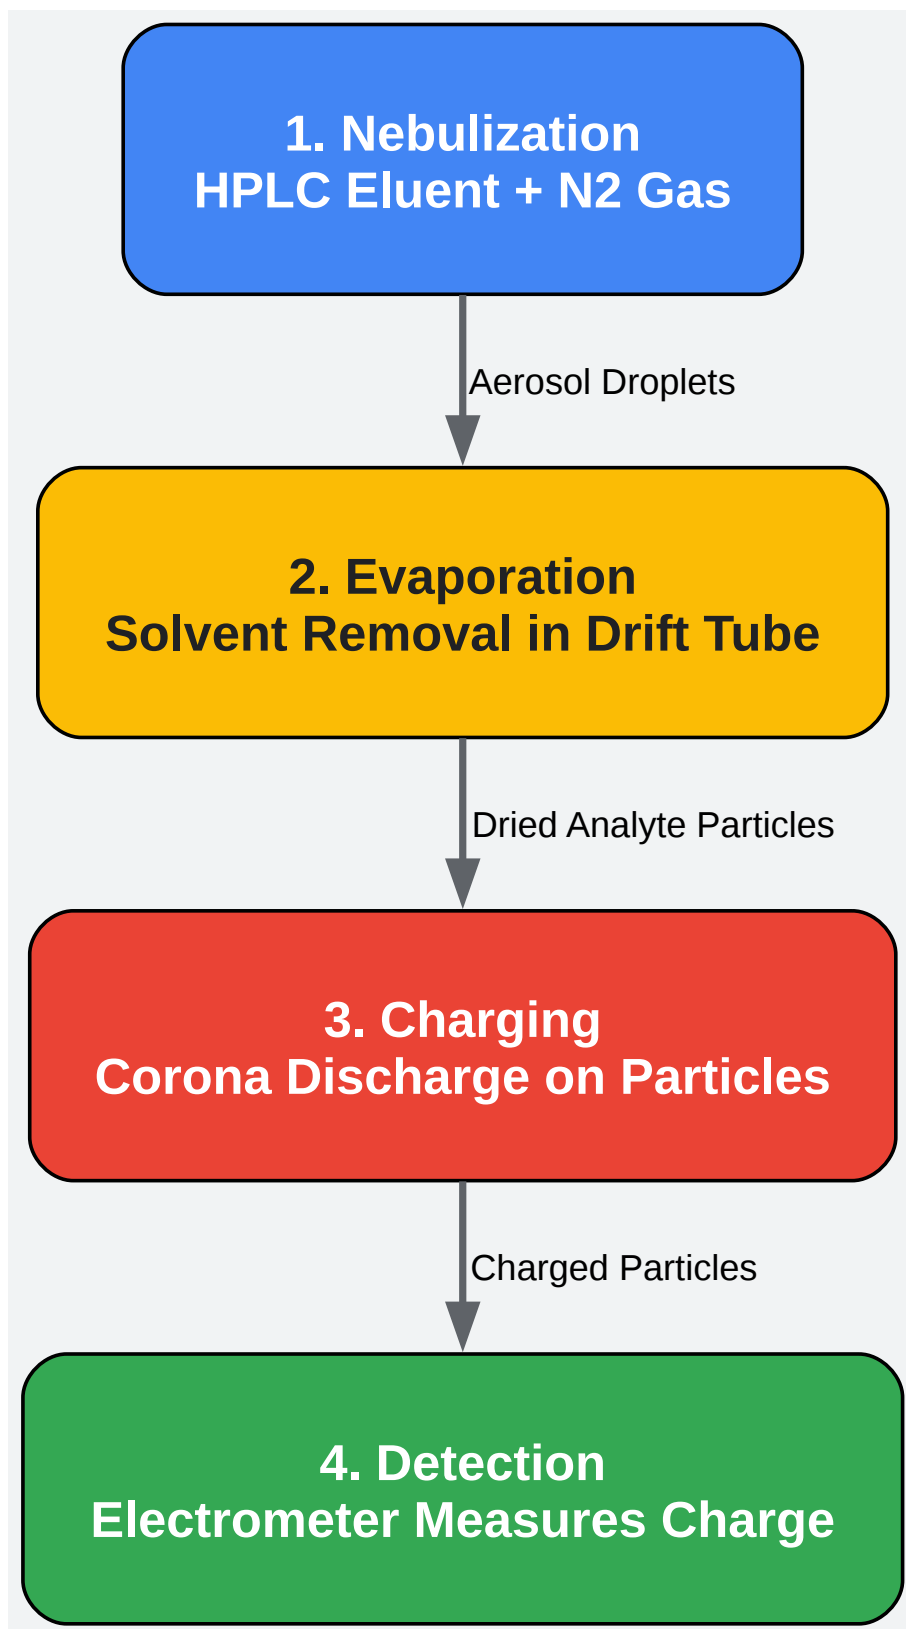 1. Nebulization
HPLC Eluent + N2 Gas
Aerosol Droplets
2. Evaporation
Solvent Removal in Drift Tube
Dried Analyte Particles
3. Charging
Corona Discharge on Particles
Charged Particles
4. Detection
Electrometer Measures Charge